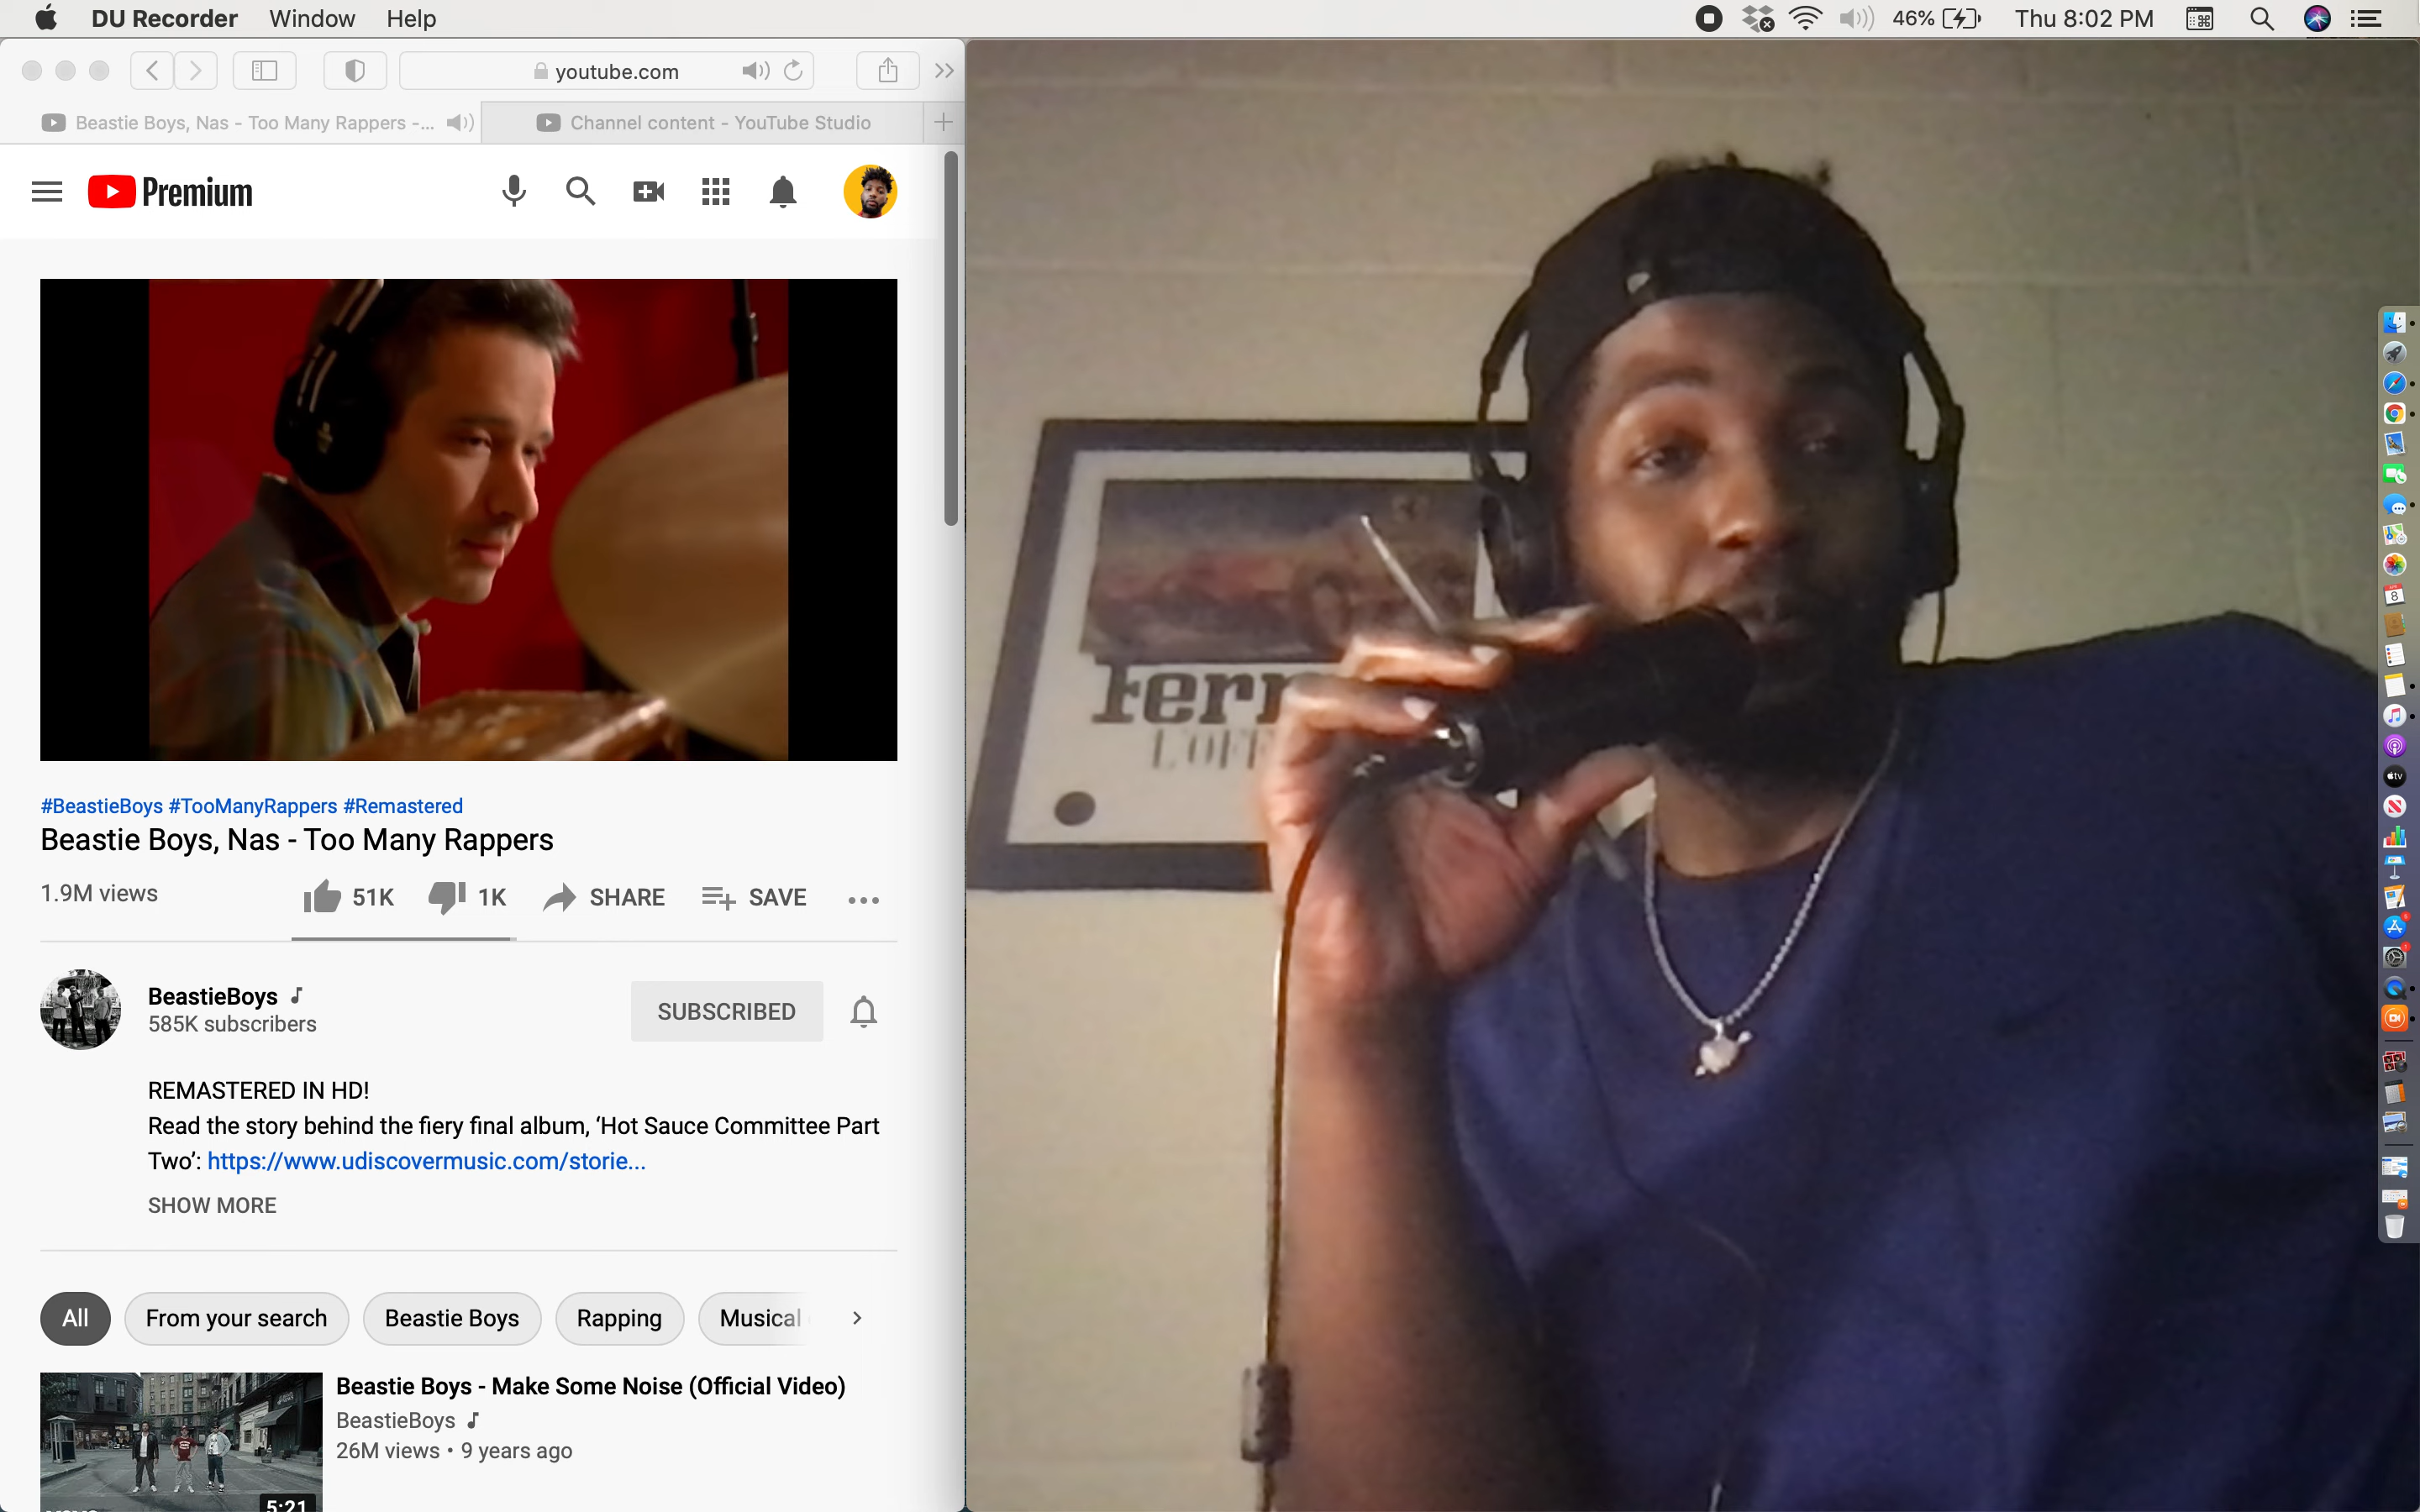 DU Recorder Window Help
46% Thu 8:02 PM
youtube.com
Beastie Boys, Nas - Too Many Rappers -...
Channel content - YouTube Studio
Premium
#BeastieBoys #TooManyRappers #Remastered
Beastie Boys, Nas - Too Many Rappers
1.9M views
51K
1K
SHARE
SAVE
BeastieBoys
585K subscribers
SUBSCRIBED
REMASTERED IN HD!
Read the story behind the fiery final album, ‘Hot Sauce Committee Part
Two’: https://www.udiscovermusic.com/storie...
SHOW MORE
All
From your search
Beastie Boys
Rapping
Musical
Beastie Boys - Make Some Noise (Official Video)
BeastieBoys
26M views • 9 years ago
5:21
8
tv